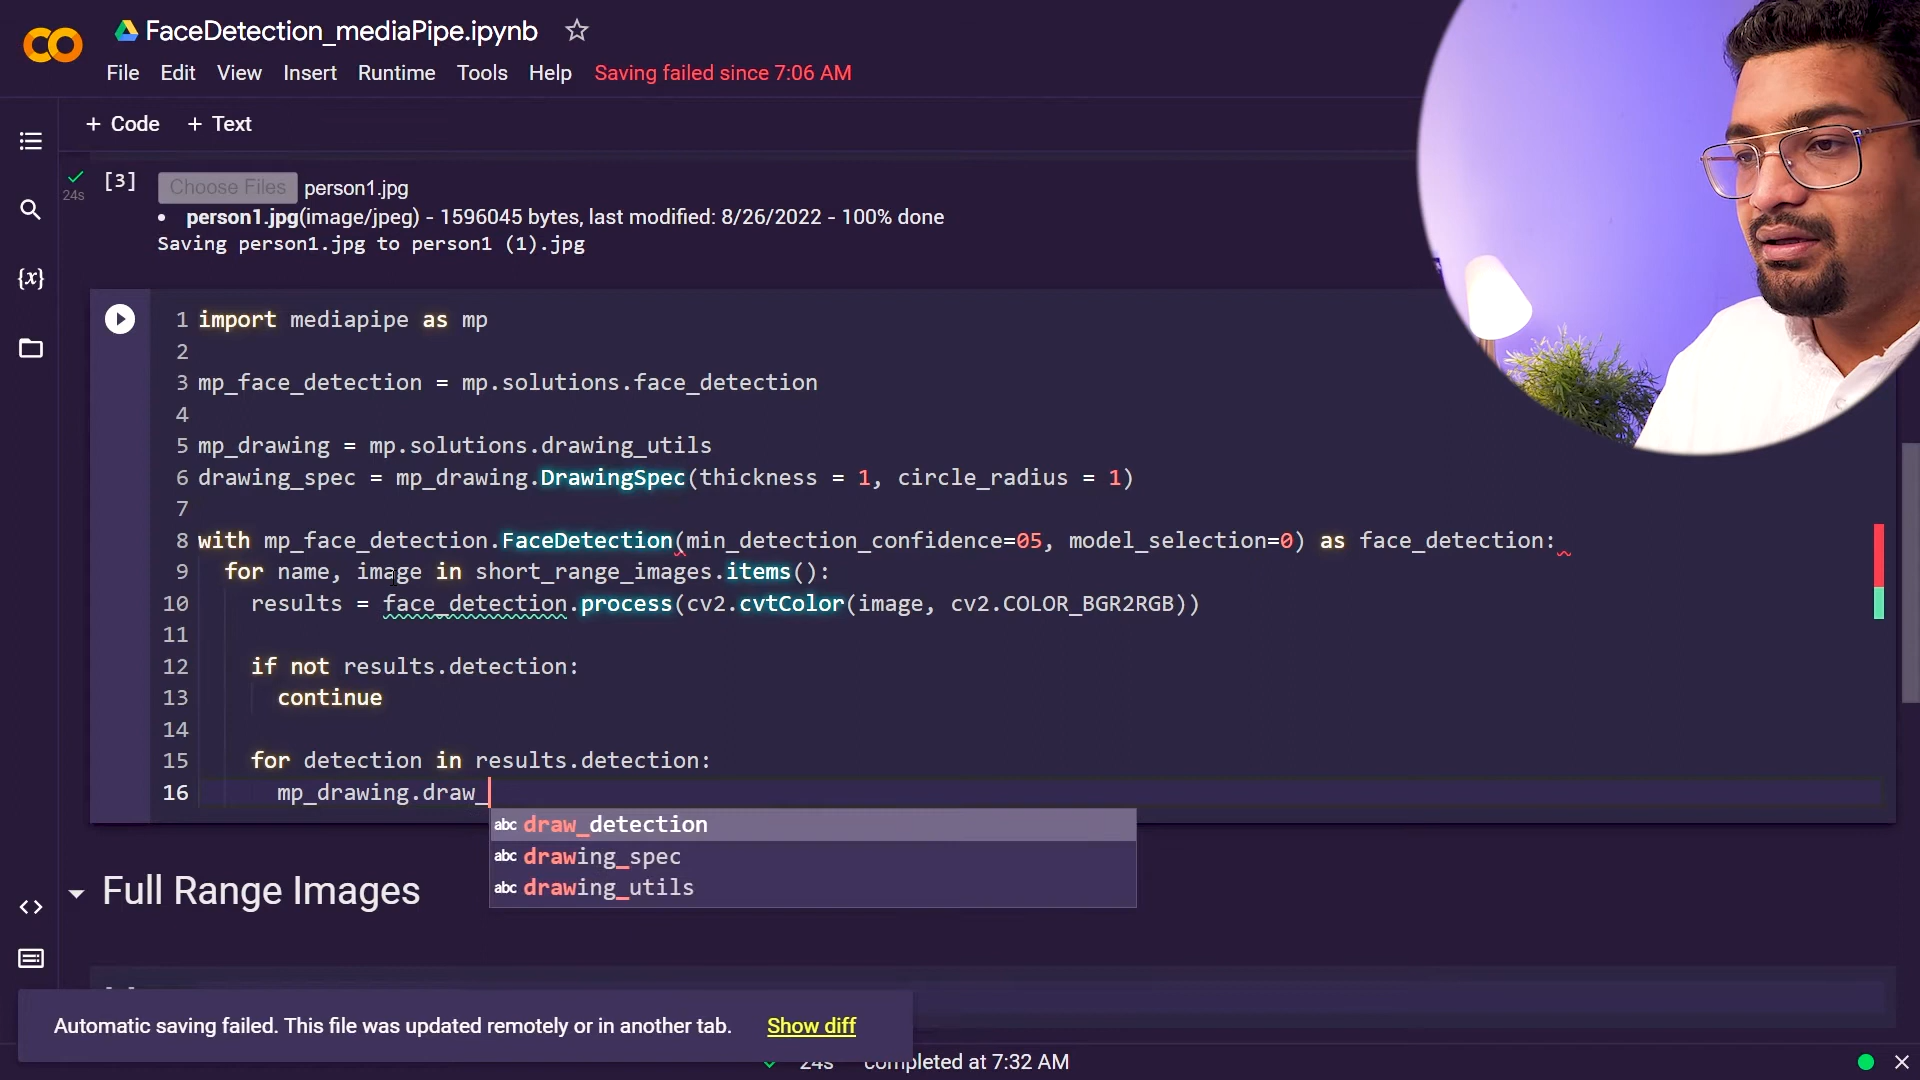 FaceDetection_mediaPipe.ipynb
File Edit View Insert Runtime Tools Help Saving failed since 7:06 AM
+ Code + Text
[3] Choose Files person1.jpg
24s
• person1.jpg(image/jpeg) - 1596045 bytes, last modified: 8/26/2022 - 100% done
Saving person1.jpg to person1 (1).jpg
{x}
1 import mediapipe as mp
2
3 mp_face_detection = mp.solutions.face_detection
4
5 mp_drawing = mp.solutions.drawing_utils
6 drawing_spec = mp_drawing.DrawingSpec(thickness = 1, circle_radius = 1)
7
8 with mp_face_detection.FaceDetection(min_detection_confidence=05, model_selection=0) as face_detection:
9 for name, image in short_range_images.items():
10 results = face_detection.process(cv2.cvtColor(image, cv2.COLOR_BGR2RGB))
11
12 if not results.detection:
13 continue
14
15 for detection in results.detection:
16 mp_drawing.draw_
abc draw_detection
abc drawing_spec
abc drawing_utils
Full Range Images
Automatic saving failed. This file was updated remotely or in another tab. Show diff
24s completed at 7:32 AM